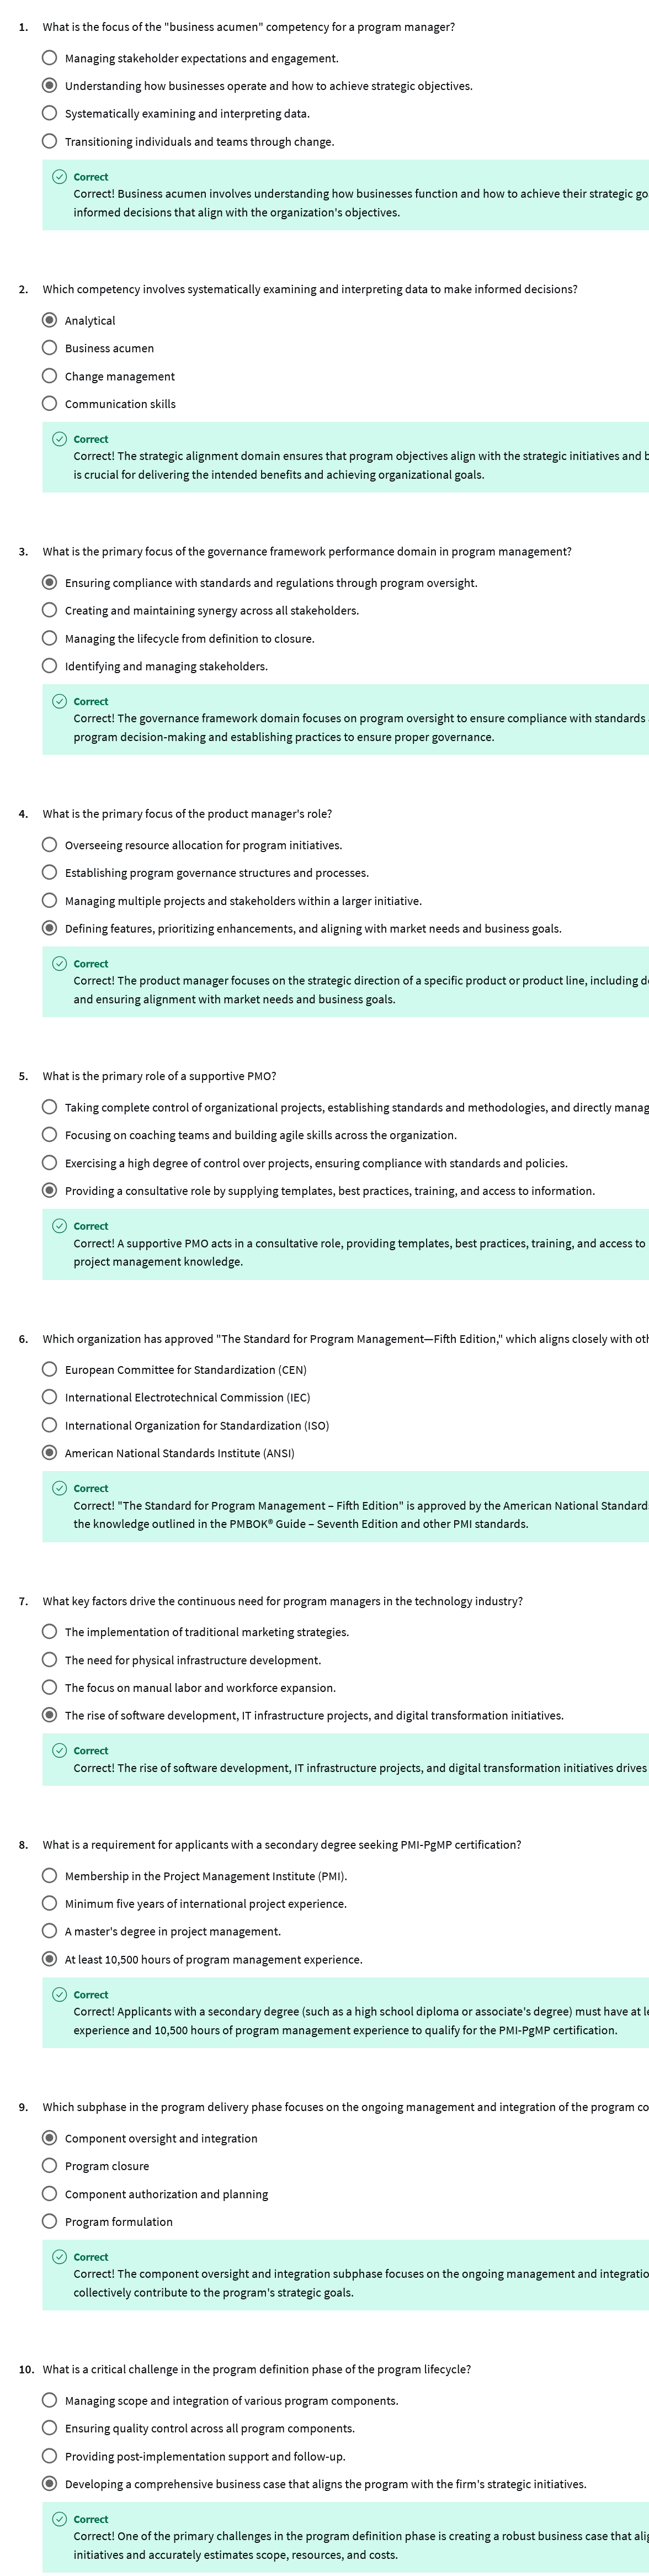 1. What is the focus of the "business acumen" competency for a program manager?
Managing stakeholder expectations and engagement.
Understanding how businesses operate and how to achieve strategic objectives.
Systematically examining and interpreting data.
Transitioning individuals and teams through change.
Correct
Correct! Business acumen involves understanding how businesses function and how to achieve their strategic
informed decisions that align with the organization's objectives.
2. Which competency involves systematically examining and interpreting data to make informed decisions?
Analytical
Business acumen
Change management
Communication skills
Correct
Correct! The strategic alignment domain ensures that program objectives align with the strategic initiatives and
is crucial for delivering the intended benefits and achieving organizational goals.
3. What is the primary focus of the governance framework performance domain in program management?
Ensuring compliance with standards and regulations through program oversight.
Creating and maintaining synergy across all stakeholders.
Managing the lifecycle from definition to closure.
Identifying and managing stakeholders.
Correct
Correct! The governance framework domain focuses on program oversight to ensure compliance with standards
program decision-making and establishing practices to ensure proper governance.
4. What is the primary focus of the product manager's role?
Overseeing resource allocation for program initiatives.
Establishing program governance structures and processes.
Managing multiple projects and stakeholders within a larger initiative.
Defining features, prioritizing enhancements, and aligning with market needs and business goals.
Correct
Correct! The product manager focuses on the strategic direction of a specific product or product line, including
and ensuring alignment with market needs and business goals.
5. What is the primary role of a supportive PMO?
Taking complete control of organizational projects, establishing standards and methodologies, and directly manag
Focusing on coaching teams and building agile skills across the organization.
Exercising a high degree of control over projects, ensuring compliance with standards and policies.
Providing a consultative role by supplying templates, best practices, training, and access to information.
Correct
Correct! A supportive PMO acts in a consultative role, providing templates, best practices, training, and access to
project management knowledge.
6. Which organization has approved "The Standard for Program Management—Fifth Edition," which aligns closely with oth
European Committee for Standardization (CEN)
International Electrotechnical Commission (IEC)
International Organization for Standardization (ISO)
American National Standards Institute (ANSI)
Correct
Correct! "The Standard for Program Management – Fifth Edition" is approved by the American National Standard
the knowledge outlined in the PMBOK® Guide – Seventh Edition and other PMI standards.
7. What key factors drive the continuous need for program managers in the technology industry?
The implementation of traditional marketing strategies.
The need for physical infrastructure development.
The focus on manual labor and workforce expansion.
The rise of software development, IT infrastructure projects, and digital transformation initiatives.
Correct
Correct! The rise of software development, IT infrastructure projects, and digital transformation initiatives drives
8. What is a requirement for applicants with a secondary degree seeking PMI-PgMP certification?
Membership in the Project Management Institute (PMI).
Minimum five years of international project experience.
A master's degree in project management.
At least 10,500 hours of program management experience.
Correct
Correct! Applicants with a secondary degree (such as a high school diploma or associate's degree) must have at le
experience and 10,500 hours of program management experience to qualify for the PMI-PgMP certification.
9. Which subphase in the program delivery phase focuses on the ongoing management and integration of the program co
Component oversight and integration
Program closure
Component authorization and planning
Program formulation
Correct
Correct! The component oversight and integration subphase focuses on the ongoing management and integratio
collectively contribute to the program's strategic goals.
10. What is a critical challenge in the program definition phase of the program lifecycle?
Managing scope and integration of various program components.
Ensuring quality control across all program components.
Providing post-implementation support and follow-up.
Developing a comprehensive business case that aligns the program with the firm's strategic initiatives.
Correct
Correct! One of the primary challenges in the program definition phase is creating a robust business case that alig
initiatives and accurately estimates scope, resources, and costs.